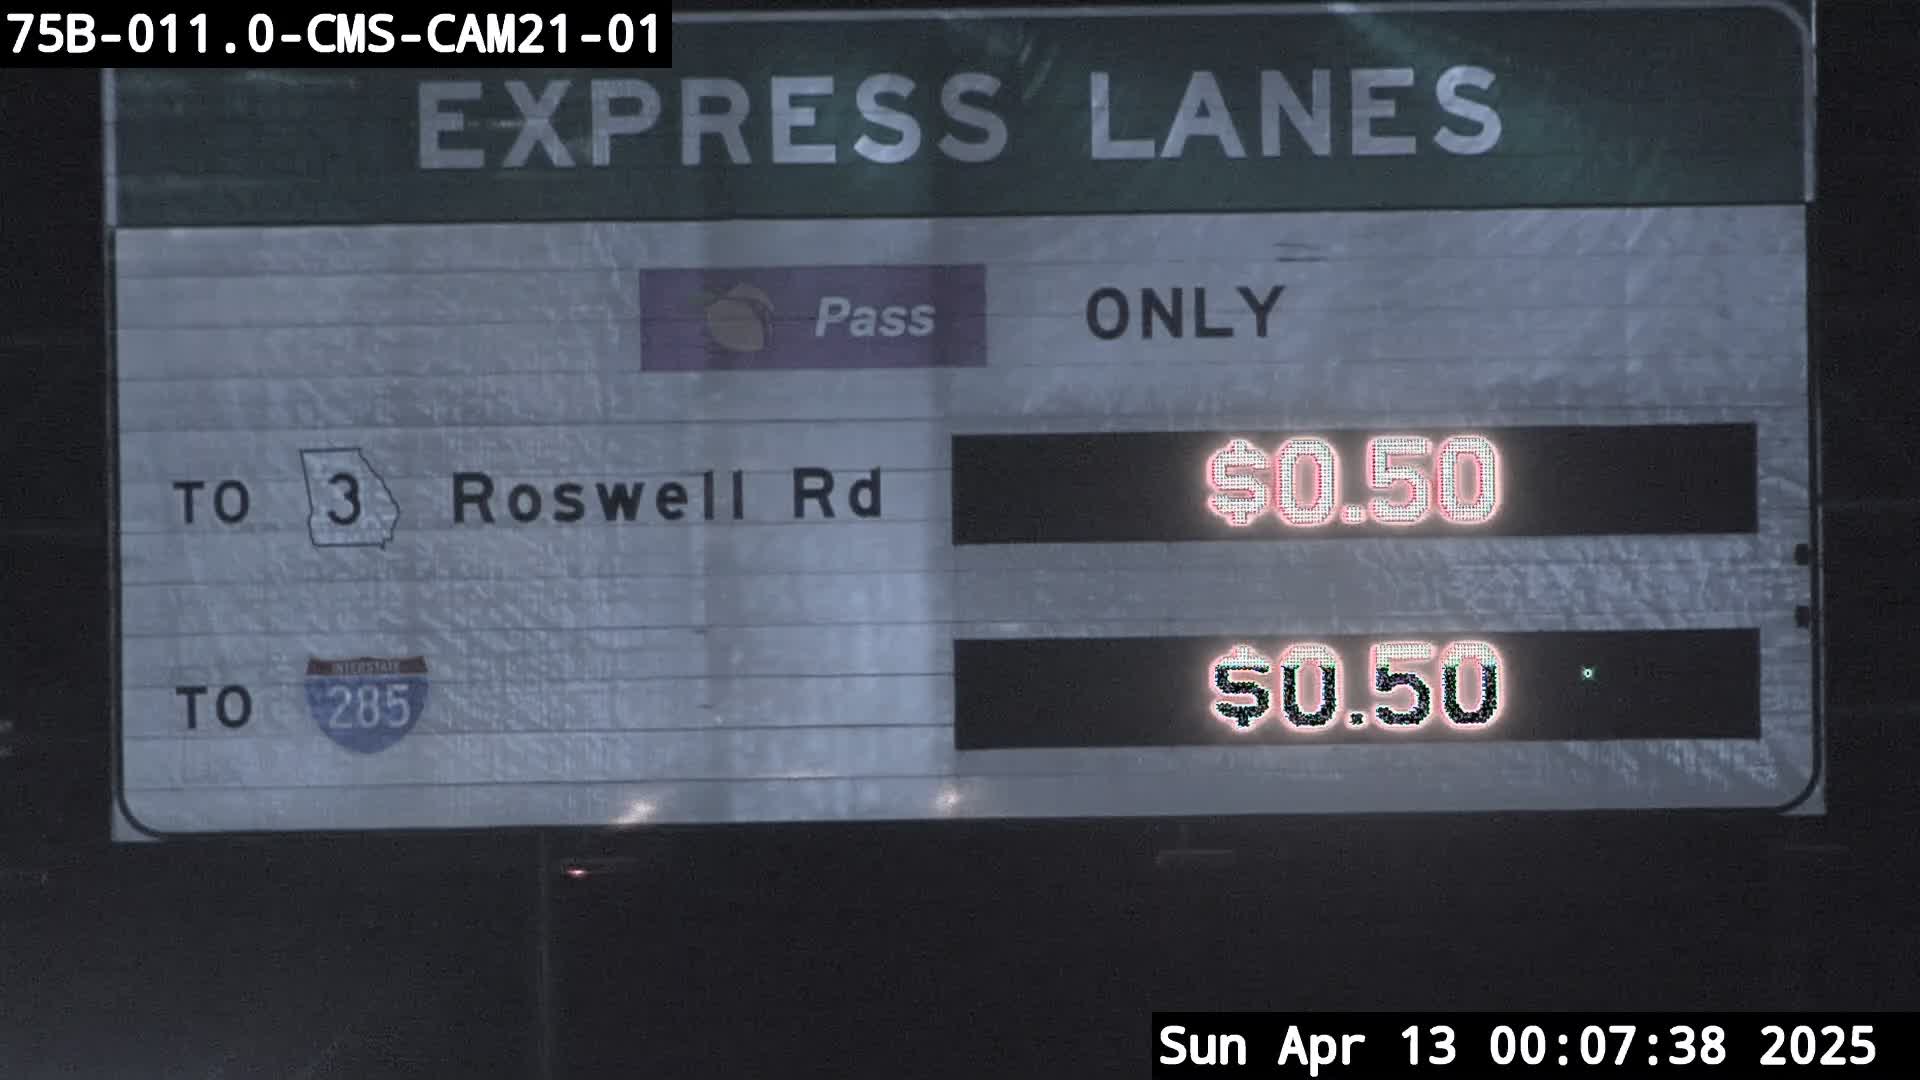 75B-011.0-CMS-CAM21-01
EXPRESS LANES
Pass ONLY
TO 3 Roswell Rd $0.50
TO INTERSTATE 285 $0.50
Sun Apr 13 00:07:38 2025